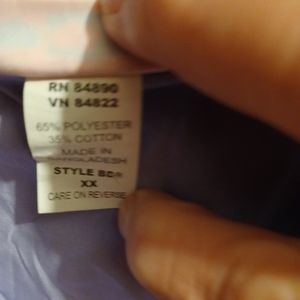 RN 84890
VN 84822
65% POLYESTER
35% COTTON
MADE IN
BANGLADESH
STYLE
XX
CARE ON REVERSE